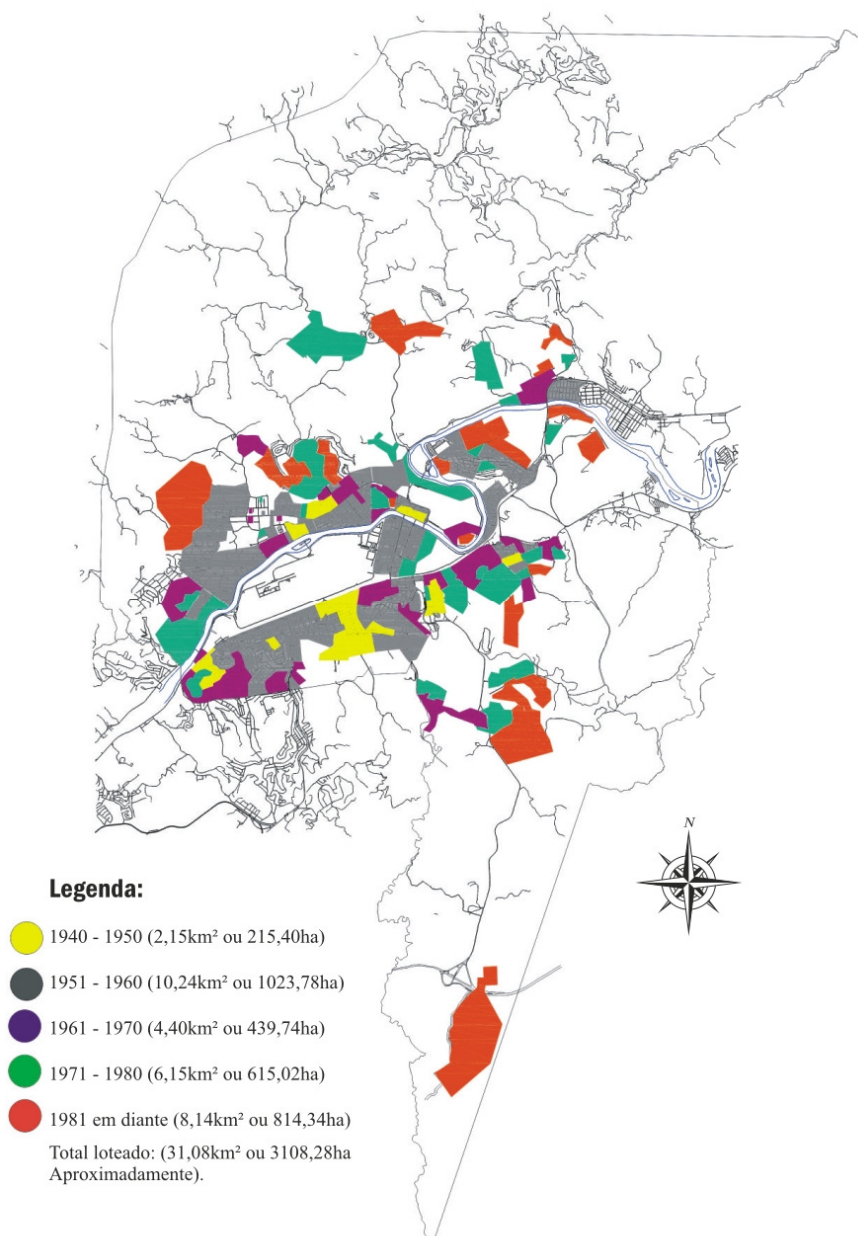 N
Legenda:
1940 - 1950 (2,15km² ou 215,40ha)
1951 - 1960 (10,24km² ou 1023,78ha)
1961 - 1970 (4,40km² ou 439,74ha)
1971 - 1980 (6,15km² ou 615,02ha)
1981 em diante (8,14km² ou 814,34ha)
Total loteado: (31,08km² ou 3108,28ha
Aproximadamente).